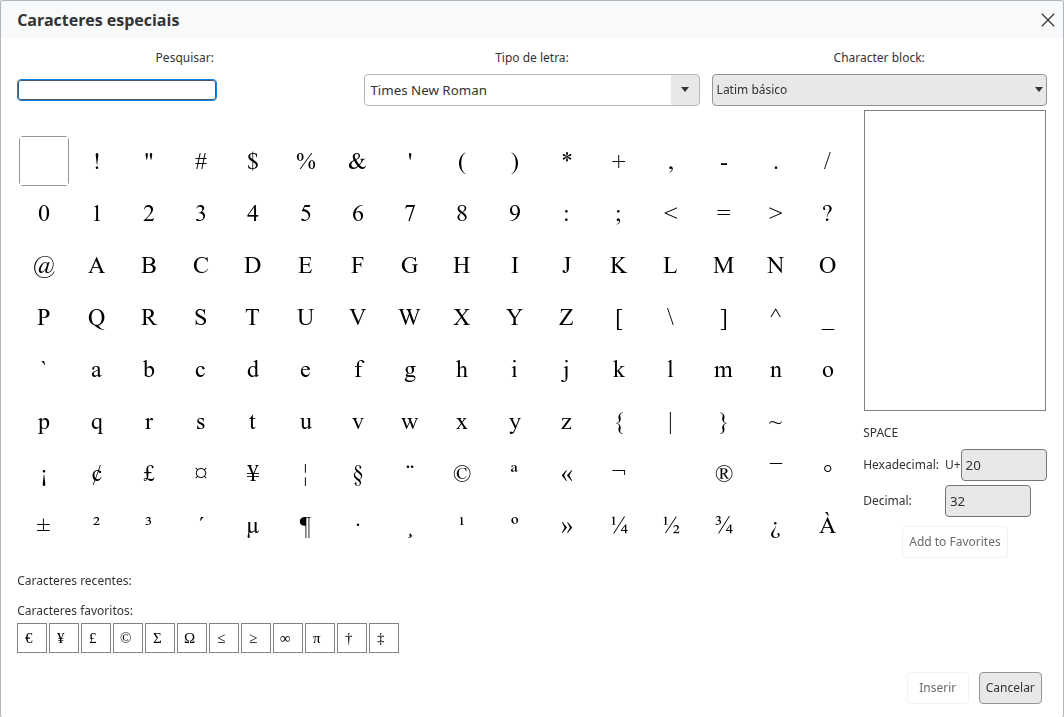 Caracteres especiais
Pesquisar: Tipo de letra: Character block:
Times New Roman Latim básico
! " # $ % & ' ( ) * + , - . /
0 1 2 3 4 5 6 7 8 9 : ; < = > ?
@ A B C D E F G H I J K L M N O
P Q R S T U V W X Y Z [ \ ] ^ _
` a b c d e f g h i j k l m n o
p q r s t u v w x y z { | } ~
¡ ¢ £ ¤ ¥ ¦ § ¨ © ª « ¬ ® ¯ °
± ² ³ ´ µ ¶ · ¸ ¹ º » ¼ ½ ¾ ¿ À
SPACE
Hexadecimal: U+ 20
Decimal: 32
Add to Favorites
Caracteres recentes:
Caracteres favoritos:
€ ¥ £ © Σ Ω ≤ ≥ ∞ π † ‡
Inserir Cancelar